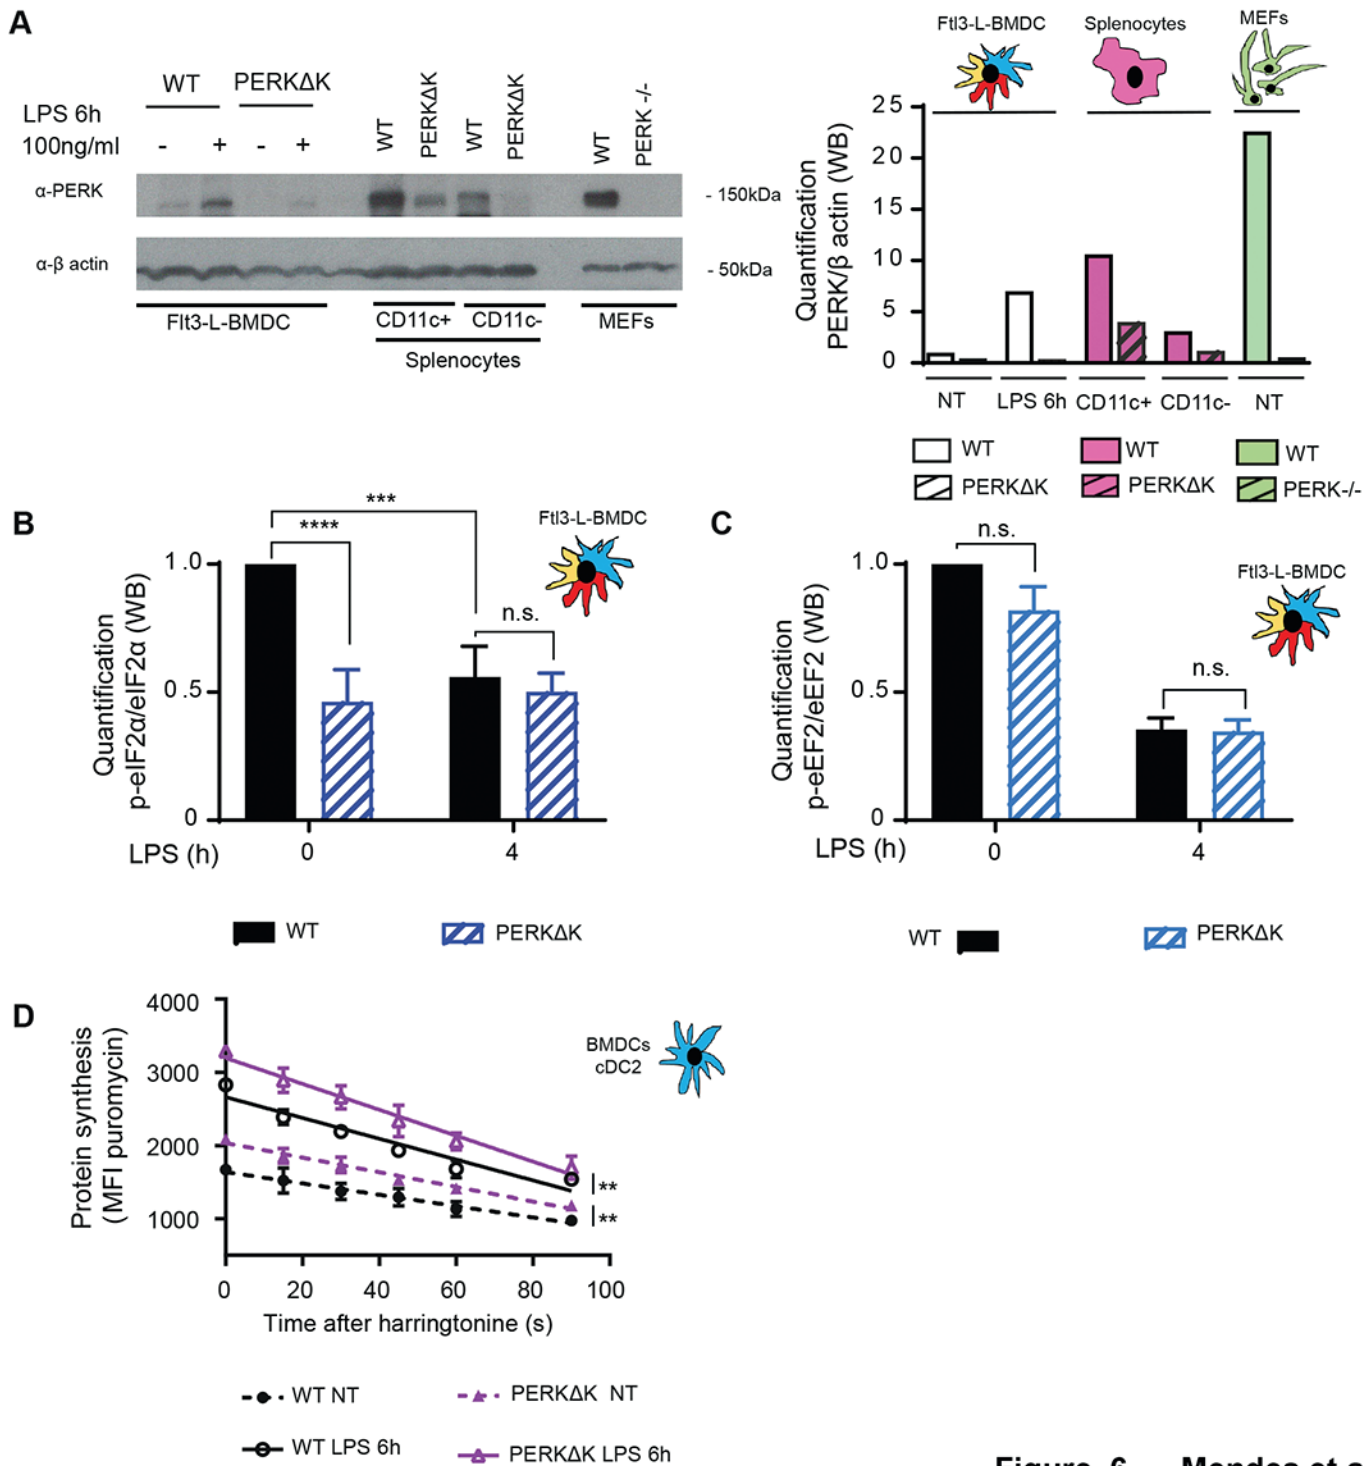 A
WT PERKΔK
LPS 6h
100ng/ml - + - +
WT PERKΔK WT PERKΔK WT PERK -/-
α-PERK
- 150kDa
α-β actin
- 50kDa
Flt3-L-BMDC CD11c+ CD11c- MEFs
Splenocytes
Ftl3-L-BMDC Splenocytes MEFs
Quantification
PERK/β actin (WB)
25
20
15
10
5
0
NT LPS 6h CD11c+ CD11c- NT
WT WT WT
PERKΔK PERKΔK PERK-/-
B
***
****
n.s.
Ftl3-L-BMDC
Quantification
p-eIF2α/eIF2α (WB)
1.0
0.5
0
LPS (h) 0 4
WT PERKΔK
C
n.s.
n.s.
Ftl3-L-BMDC
Quantification
p-eEF2/eEF2 (WB)
1.0
0.5
0
LPS (h) 0 4
WT PERKΔK
D
Protein synthesis
(MFI puromycin)
4000
3000
2000
1000
BMDCs
cDC2
**
**
0 20 40 60 80 100
Time after harringtonine (s)
WT NT PERKΔK NT
WT LPS 6h PERKΔK LPS 6h